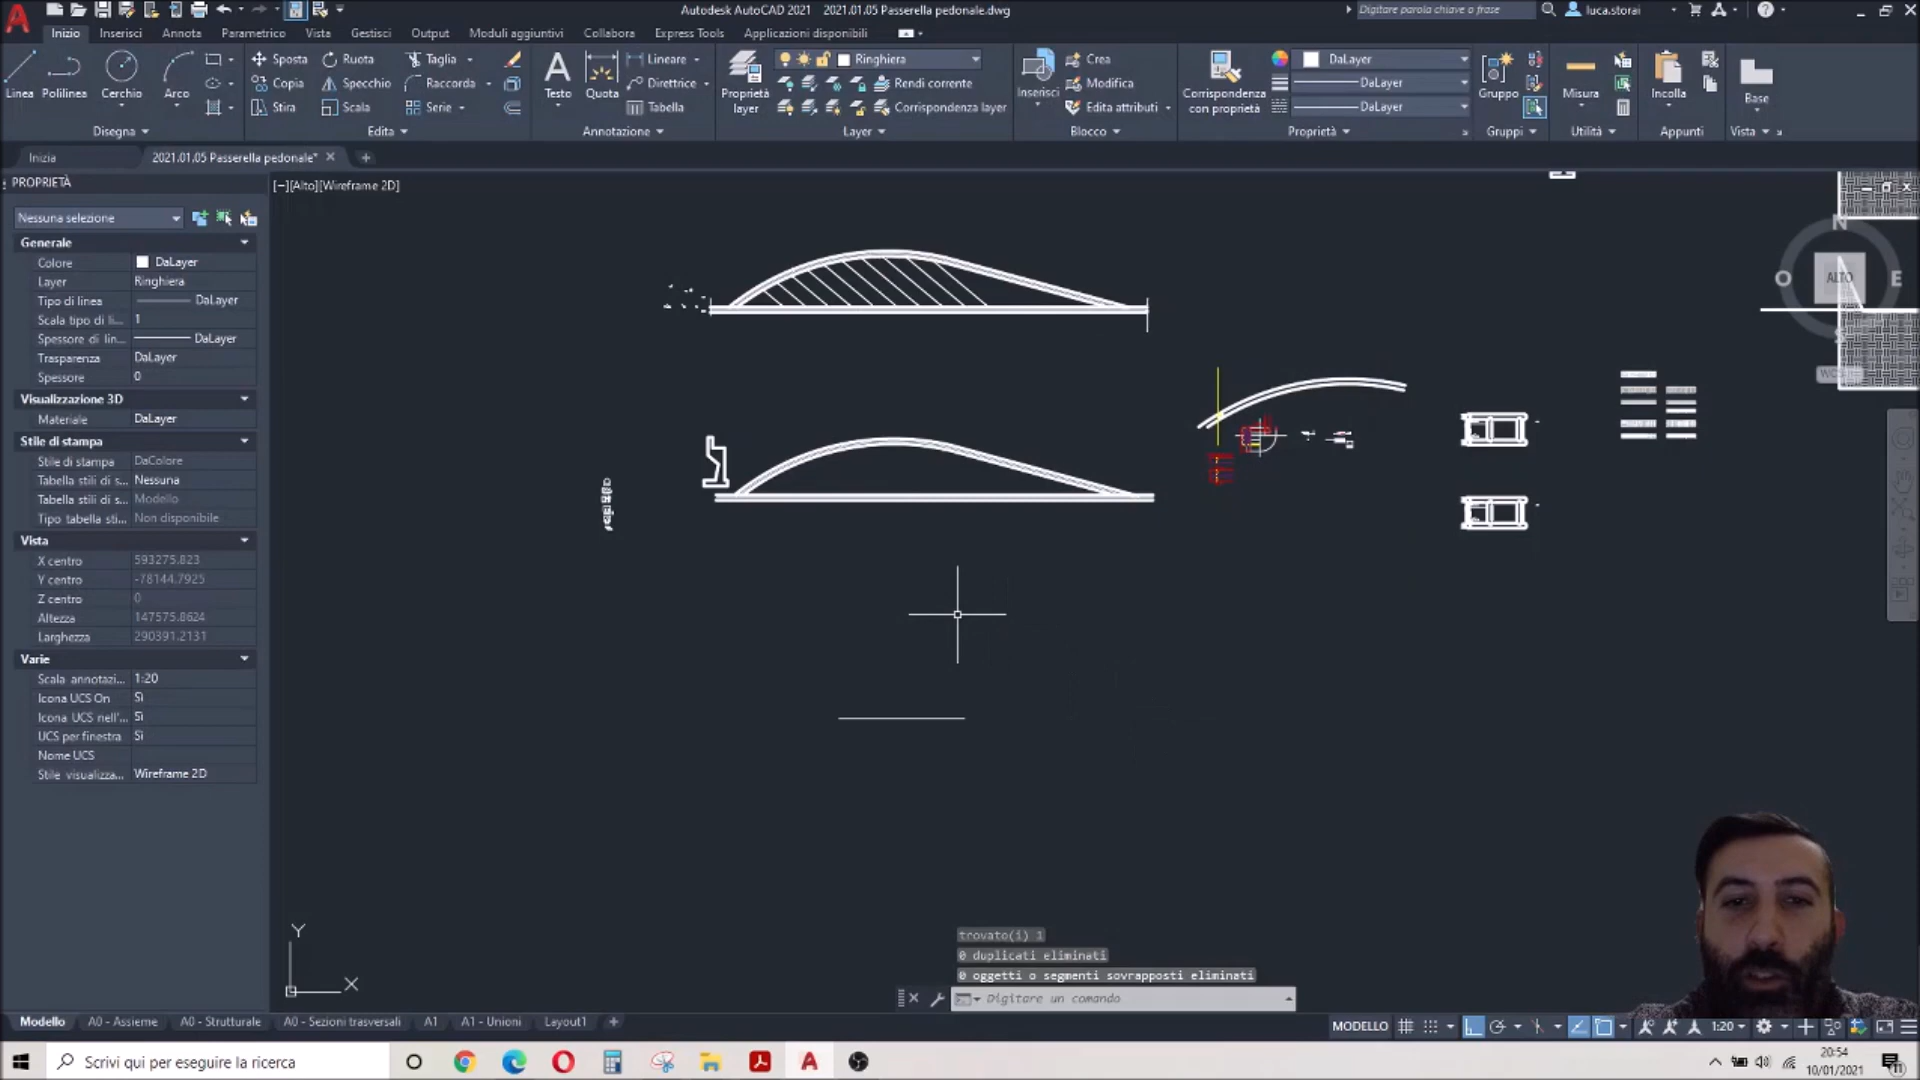 Autodesk AutoCAD 2021 2021.01.05 Passerella pedonale.dwg
Digitare parola chiave o frase
luca.storai
Inizio Inserisci Annota Parametrico Vista Gestisci Output Moduli aggiuntivi Collabora Express Tools Applicazioni disponibili
Linea Polilinea Cerchio Arco
Sposta Ruota Taglia
Copia Specchio Raccorda
Stira Scala Serie
Testo Quota
Lineare
Direttrice
Tabella
Proprietà layer
Ringhiera
Rendi corrente
Corrispondenza layer
Inserisci
Crea
Modifica
Edita attributi
Corrispondenza con proprietà
DaLayer
DaLayer
DaLayer
Gruppo Misura Incolla Base
Disegna Edita Annotazione Layer Blocco Proprietà Gruppi Utilità Appunti Vista
Inizia 2021.01.05 Passerella pedonale*
PROPRIETÀ
[−][Alto][Wireframe 2D]
Nessuna selezione
Generale
Colore DaLayer
Layer Ringhiera
Tipo di linea DaLayer
Scala tipo di li... 1
Spessore di lin... DaLayer
Trasparenza DaLayer
Spessore 0
Visualizzazione 3D
Materiale DaLayer
Stile di stampa
Stile di stampa DaColore
Tabella stili di s... Nessuna
Tabella stili di s... Modello
Tipo tabella sti... Non disponibile
Vista
X centro 593275.823
Y centro -78144.7925
Z centro 0
Altezza 147575.8624
Larghezza 290391.2131
Varie
Scala annotazi... 1:20
Icona UCS On Sì
Icona UCS nell'... Sì
UCS per finestra Sì
Nome UCS
Stile visualizza... Wireframe 2D
N
O ALTO E
S
WCS
Y
X
trovato(i) 1
0 duplicati eliminati
0 oggetti o segmenti sovrapposti eliminati
Digitare un comando
Modello A0 - Assieme A0 - Strutturale A0 - Sezioni trasversali A1 A1 - Unioni Layout1
MODELLO 1:20
Scrivi qui per eseguire la ricerca
20:54
10/01/2021